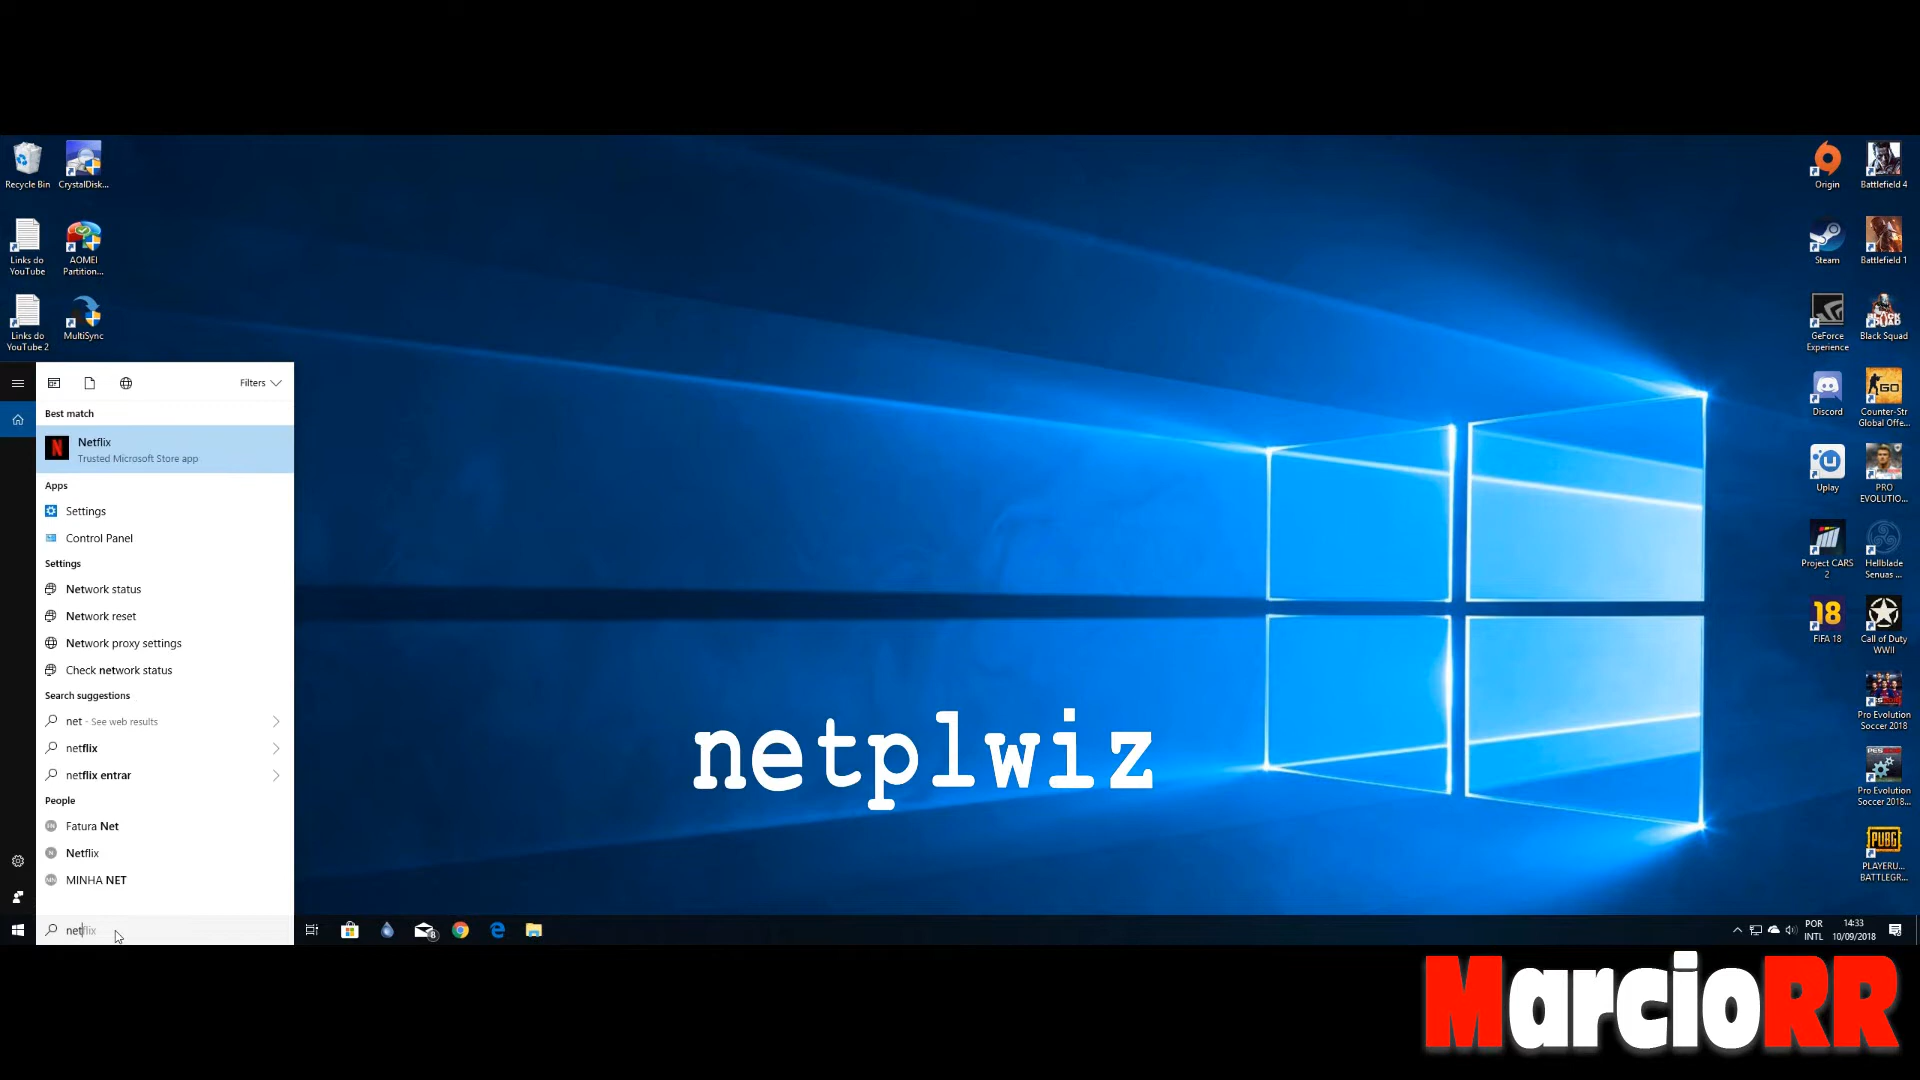 Recycle Bin
CrystalDisk...
Links do
YouTube
AOMEI
Partition...
Links do
YouTube 2
MultiSync
Filters
Best match
Netflix
Trusted Microsoft Store app
Apps
Settings
Control Panel
Settings
Network status
Network reset
Network proxy settings
Check network status
Search suggestions
net - See web results
netflix
netflix entrar
People
Fatura Net
Netflix
MINHA NET
netflix
netplwiz
Origin
Battlefield 4
Steam
Battlefield 1
GeForce
Experience
Black Squad
Discord
Counter-Str
Global Offe...
Uplay
PRO
EVOLUTIO...
Project CARS
2
Hellblade
Senuas ...
18
FIFA 18
Call of Duty
WWII
Pro Evolution
Soccer 2018
Pro Evolution
Soccer 2018...
PUBG
PLAYERU...
BATTLEGR...
8
POR
INTL
14:33
10/09/2018
MarcioRR